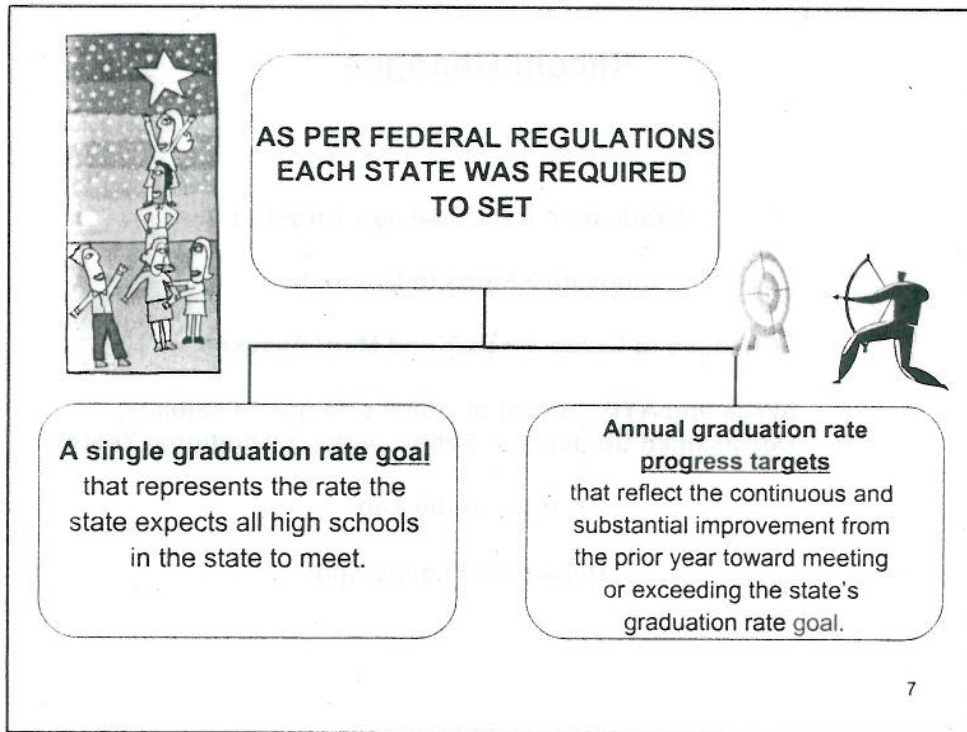 AS PER FEDERAL REGULATIONS
EACH STATE WAS REQUIRED
TO SET
A single graduation rate goal
that represents the rate the
state expects all high schools
in the state to meet.
Annual graduation rate
progress targets
that reflect the continuous and
substantial improvement from
the prior year toward meeting
or exceeding the state's
graduation rate goal.
7